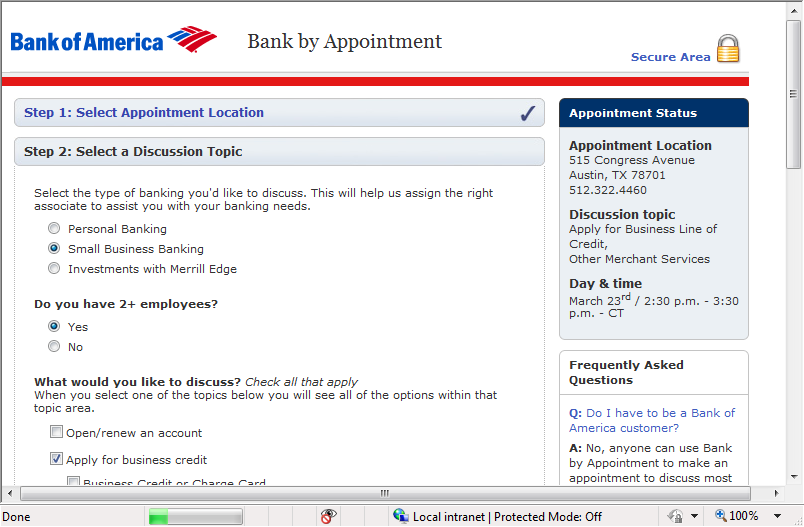 Bank of America
Bank by Appointment
Secure Area
Step 1: Select Appointment Location
Step 2: Select a Discussion Topic
Select the type of banking you'd like to discuss. This will help us assign the right
associate to assist you with your banking needs.
Personal Banking
Small Business Banking
Investments with Merrill Edge
Do you have 2+ employees?
Yes
No
What would you like to discuss? Check all that apply
When you select one of the topics below you will see all of the options within that
topic area.
Open/renew an account
Apply for business credit
Business Credit or Charge Card
Appointment Status
Appointment Location
515 Congress Avenue
Austin, TX 78701
512.322.4460
Discussion topic
Apply for Business Line of
Credit,
Other Merchant Services
Day & time
March 23rd / 2:30 p.m. - 3:30
p.m. - CT
Frequently Asked
Questions
Q: Do I have to be a Bank of
America customer?
A: No, anyone can use Bank
by Appointment to make an
appointment to discuss most
Done
Local intranet | Protected Mode: Off
100%